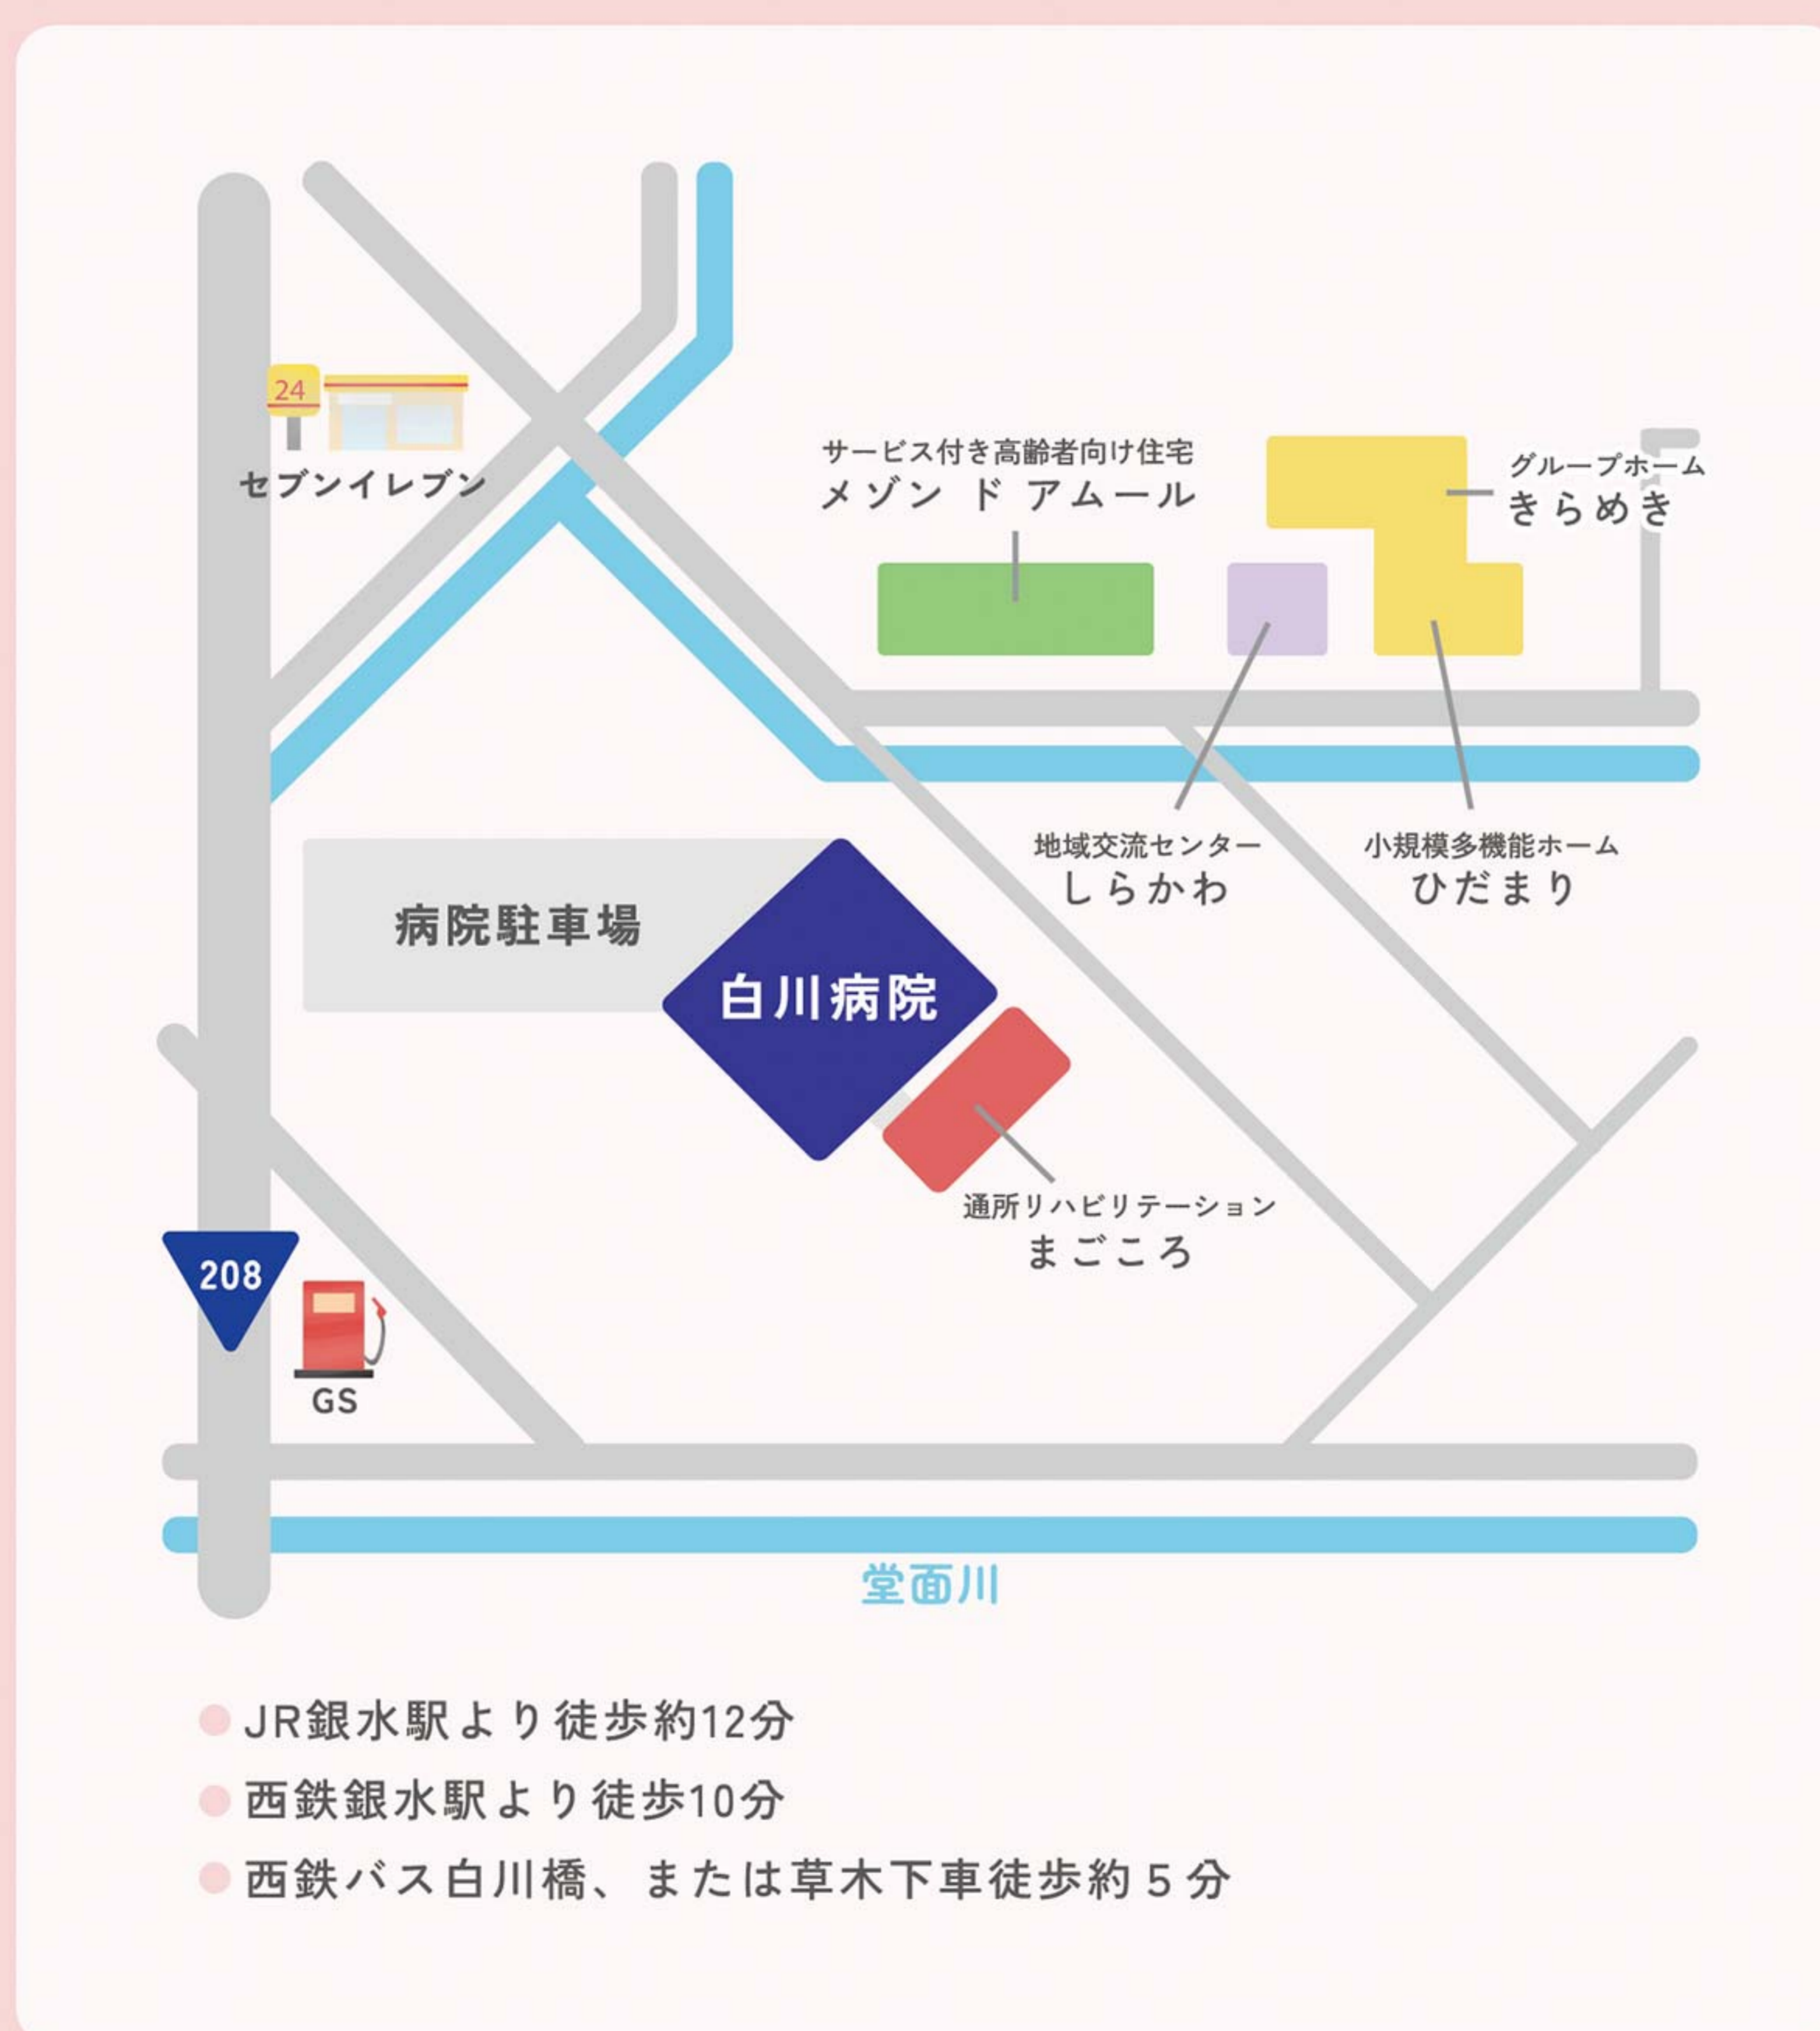 24
セブンイレブン
サービス付き高齢者向け住宅
メゾン ド アムール
グループホーム
きらめき
地域交流センター
しらかわ
小規模多機能ホーム
ひだまり
病院駐車場
白川病院
通所リハビリテーション
まごころ
208
GS
堂面川
JR銀水駅より徒歩約12分
西鉄銀水駅より徒歩10分
西鉄バス白川橋、または草木下車徒歩約5分